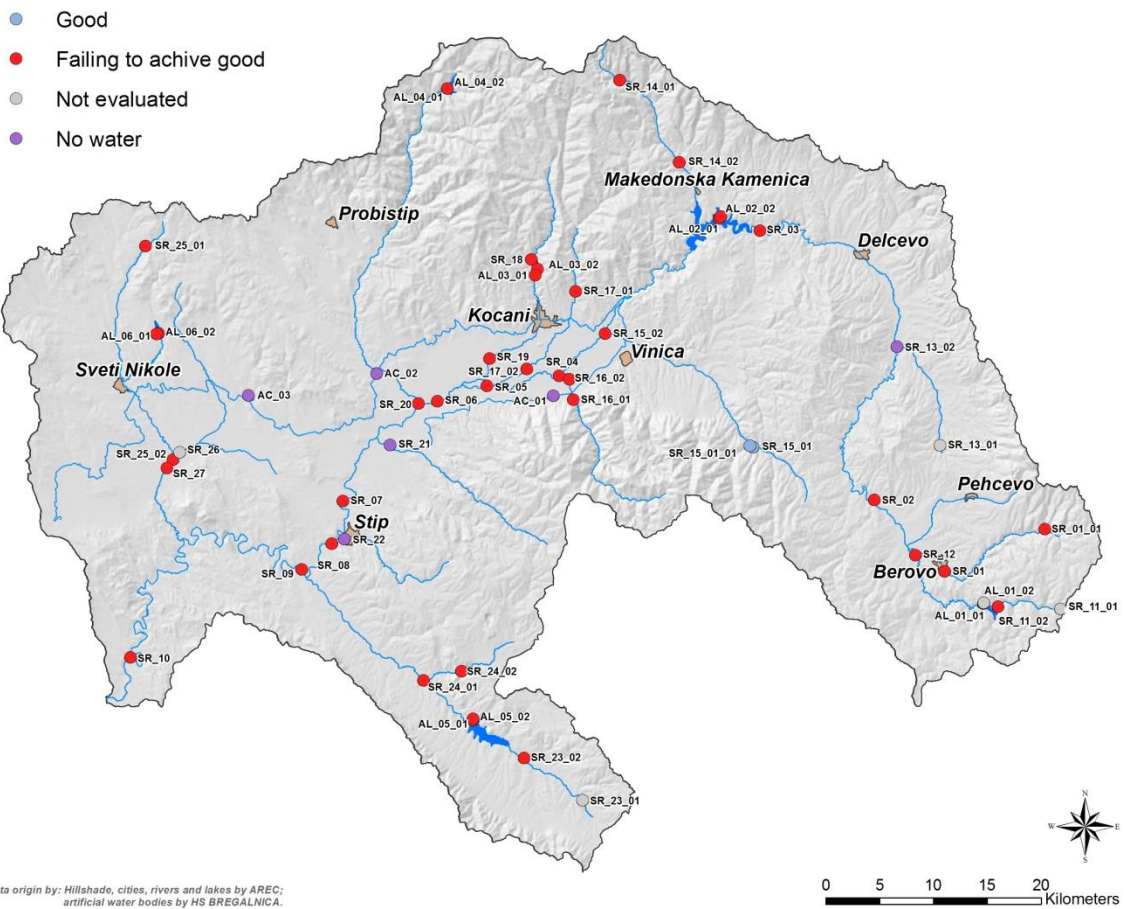 Good
Failing to achive good
Not evaluated
No water
AL_04_02
AL_04_01
SR_14_01
SR_14_02
Makedonska Kamenica
Probistip
AL_02_02
AL_02_01
SR_03
Delcevo
SR_25_01
SR_18
AL_03_02
AL_03_01
SR_17_01
Kocani
AL_06_01
AL_06_02
SR_15_02
SR_13_02
Vinica
SR_19
SR_04
SR_17_02
Sveti Nikole
AC_02
SR_16_02
SR_05
AC_03
SR_20
SR_06
AC_01
SR_16_01
SR_21
SR_15_01_01
SR_13_01
SR_26
SR_25_02
SR_27
Pehcevo
SR_02
SR_07
Stip
SR_01_01
SR_22
SR_08
SR_12
SR_09
Berovo
SR_01
AL_01_02
AL_01_01
SR_11_01
SR_11_02
SR_10
SR_24_02
SR_24_01
AL_05_01
AL_05_02
SR_23_02
SR_23_01
N
W
E
S
ta origin by: Hillshade, cities, rivers and lakes by AREC;
artificial water bodies by HS BREGALNICA.
0 5 10 15 20
Kilometers